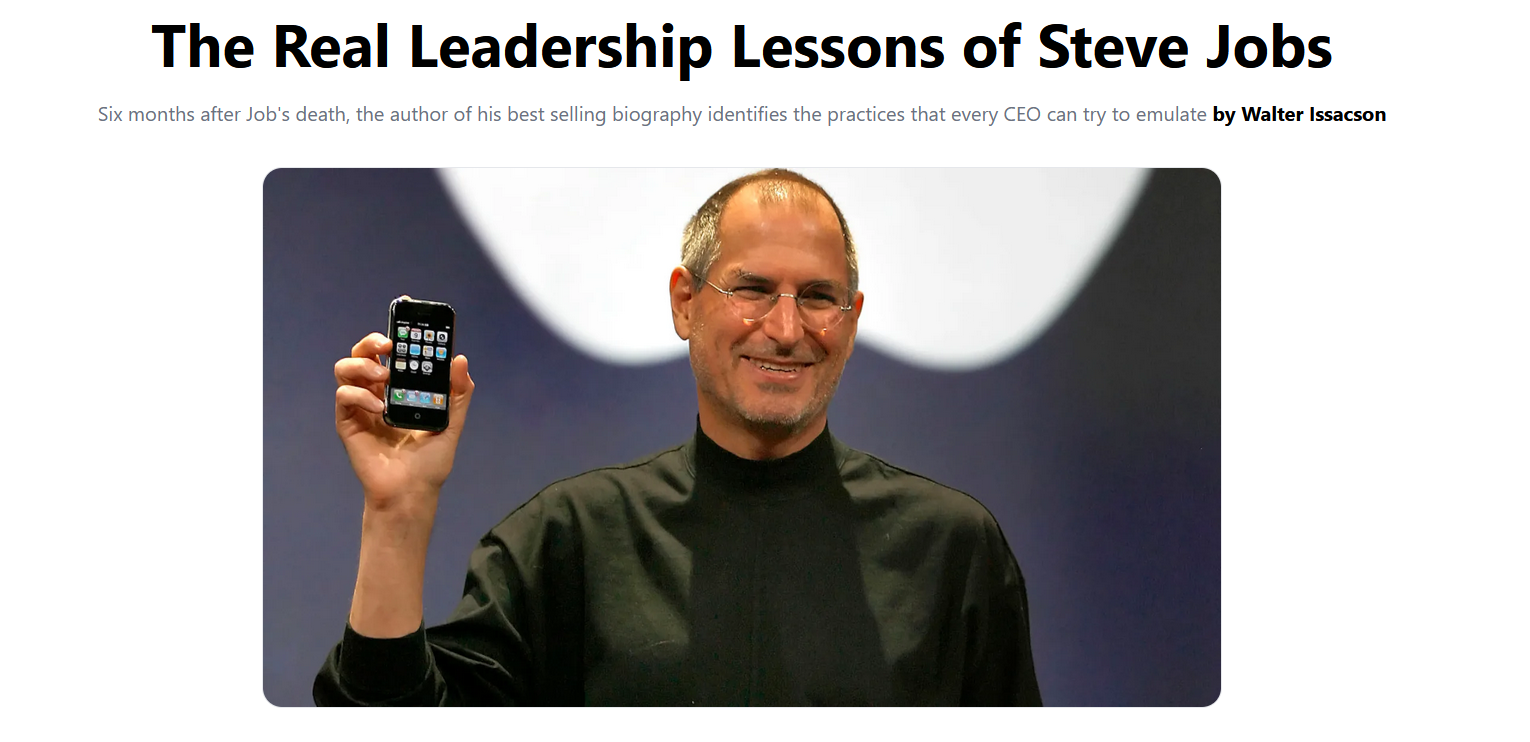 The Real Leadership Lessons of Steve Jobs
Six months after Job's death, the author of his best selling biography identifies the practices that every CEO can try to emulate by Walter Issacson